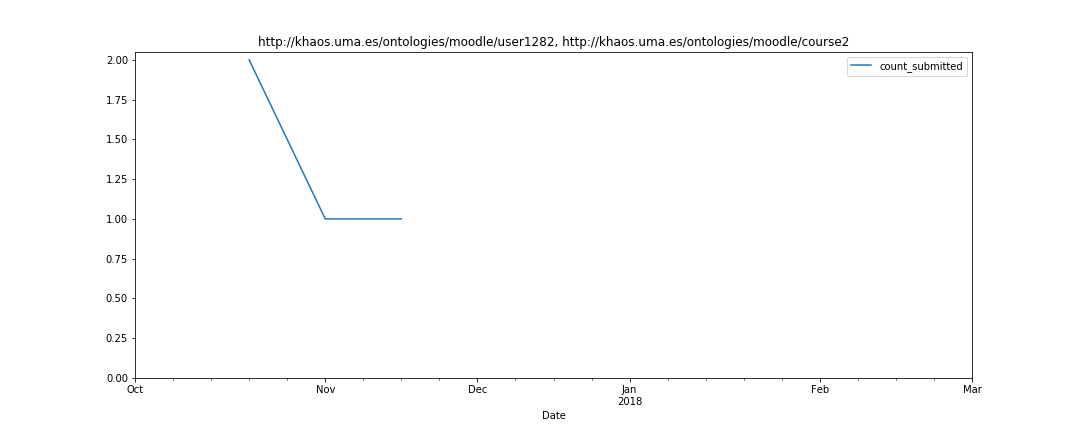 http://khaos.uma.es/ontologies/moodle/user1282, http://khaos.uma.es/ontologies/moodle/course2
count_submitted
2.00
1.75
1.50
1.25
1.00
0.75
0.50
0.25
0.00
Oct Nov Dec Jan Feb Mar
2018
Date